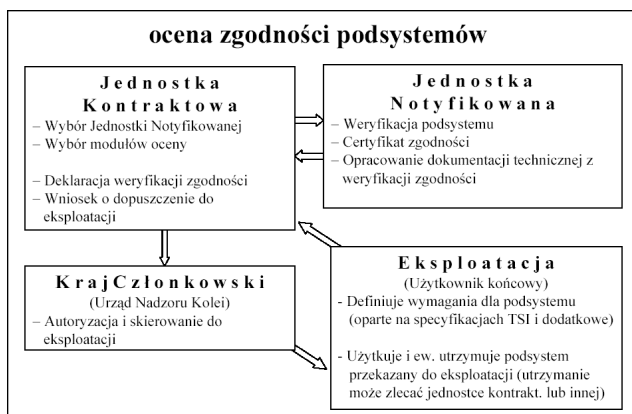 ocena zgodności podsystemów
Jednostka
Kontraktowa
– Wybór Jednostki Notyfikowanej
– Wybór modułów oceny
– Deklaracja weryfikacji zgodności
– Wniosek o dopuszczenie do
eksploatacji
Jednostka
Notyfikowana
– Weryfikacja podsystemu
– Certyfikat zgodności
– Opracowanie dokumentacji technicznej z
weryfikacji zgodności
Kraj Członkowski
(Urząd Nadzoru Kolei)
– Autoryzacja i skierowanie do
eksploatacji
Eksploatacja
(Użytkownik końcowy)
- Definiuje wymagania dla podsystemu
(oparte na specyfikacjach TSI i dodatkowe)
- Użytkuje i ew. utrzymuje podsystem
przekazany do eksploatacji (utrzymanie
może zlecać jednostce kontrakt. lub innej)